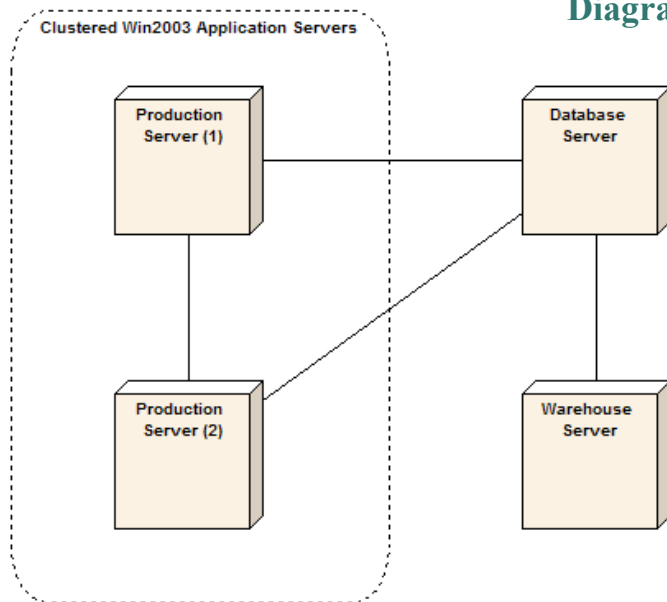 Diagra
Clustered Win2003 Application Servers
Production
Server (1)
Database
Server
Production
Server (2)
Warehouse
Server